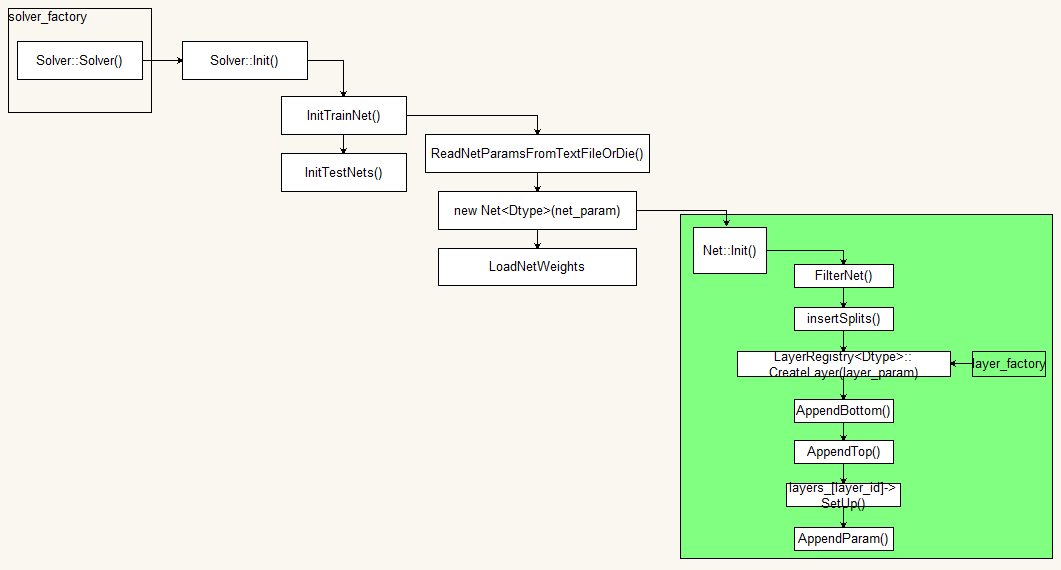 solver_factory
Solver::Solver()
Solver::Init()
InitTrainNet()
InitTestNets()
ReadNetParamsFromTextFileOrDie()
new Net<Dtype>(net_param)
LoadNetWeights
Net::Init()
FilterNet()
insertSplits()
LayerRegistry<Dtype>::
CreateLayer(layer_param)
layer_factory
AppendBottom()
AppendTop()
layers_[layer_id]->
SetUp()
AppendParam()